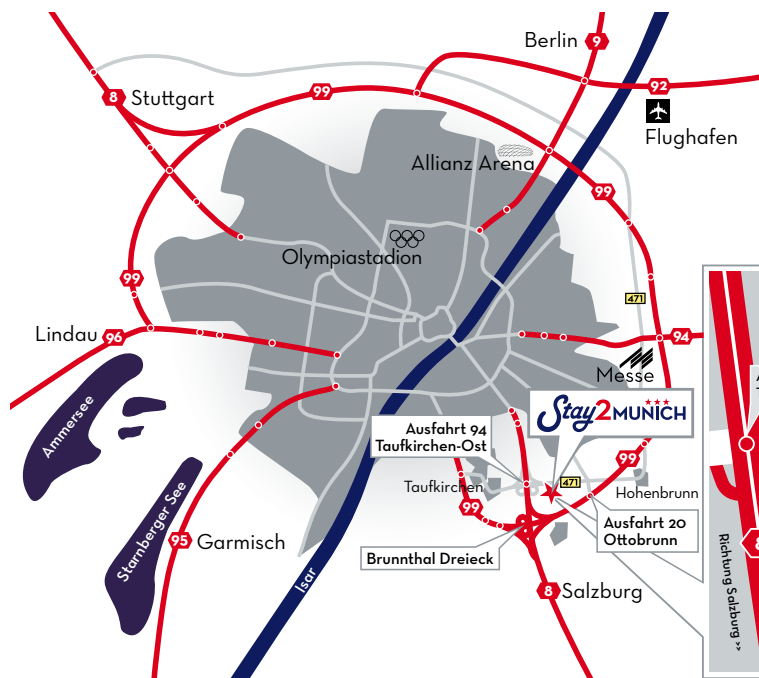 Berlin
9
92
8
Stuttgart
99
Flughafen
Allianz Arena
99
Olympiastadion
99
471
Lindau
96
94
Messe
Ammersee
Stay2MUNICH
Ausfahrt 94
Taufkirchen-Ost
99
Taufkirchen
471
Hohenbrunn
99
Starnberger See
Ausfahrt 20
Ottobrunn
95
Garmisch
Brunnthal Dreieck
Isar
8
Salzburg
Richtung Salzburg >>
8